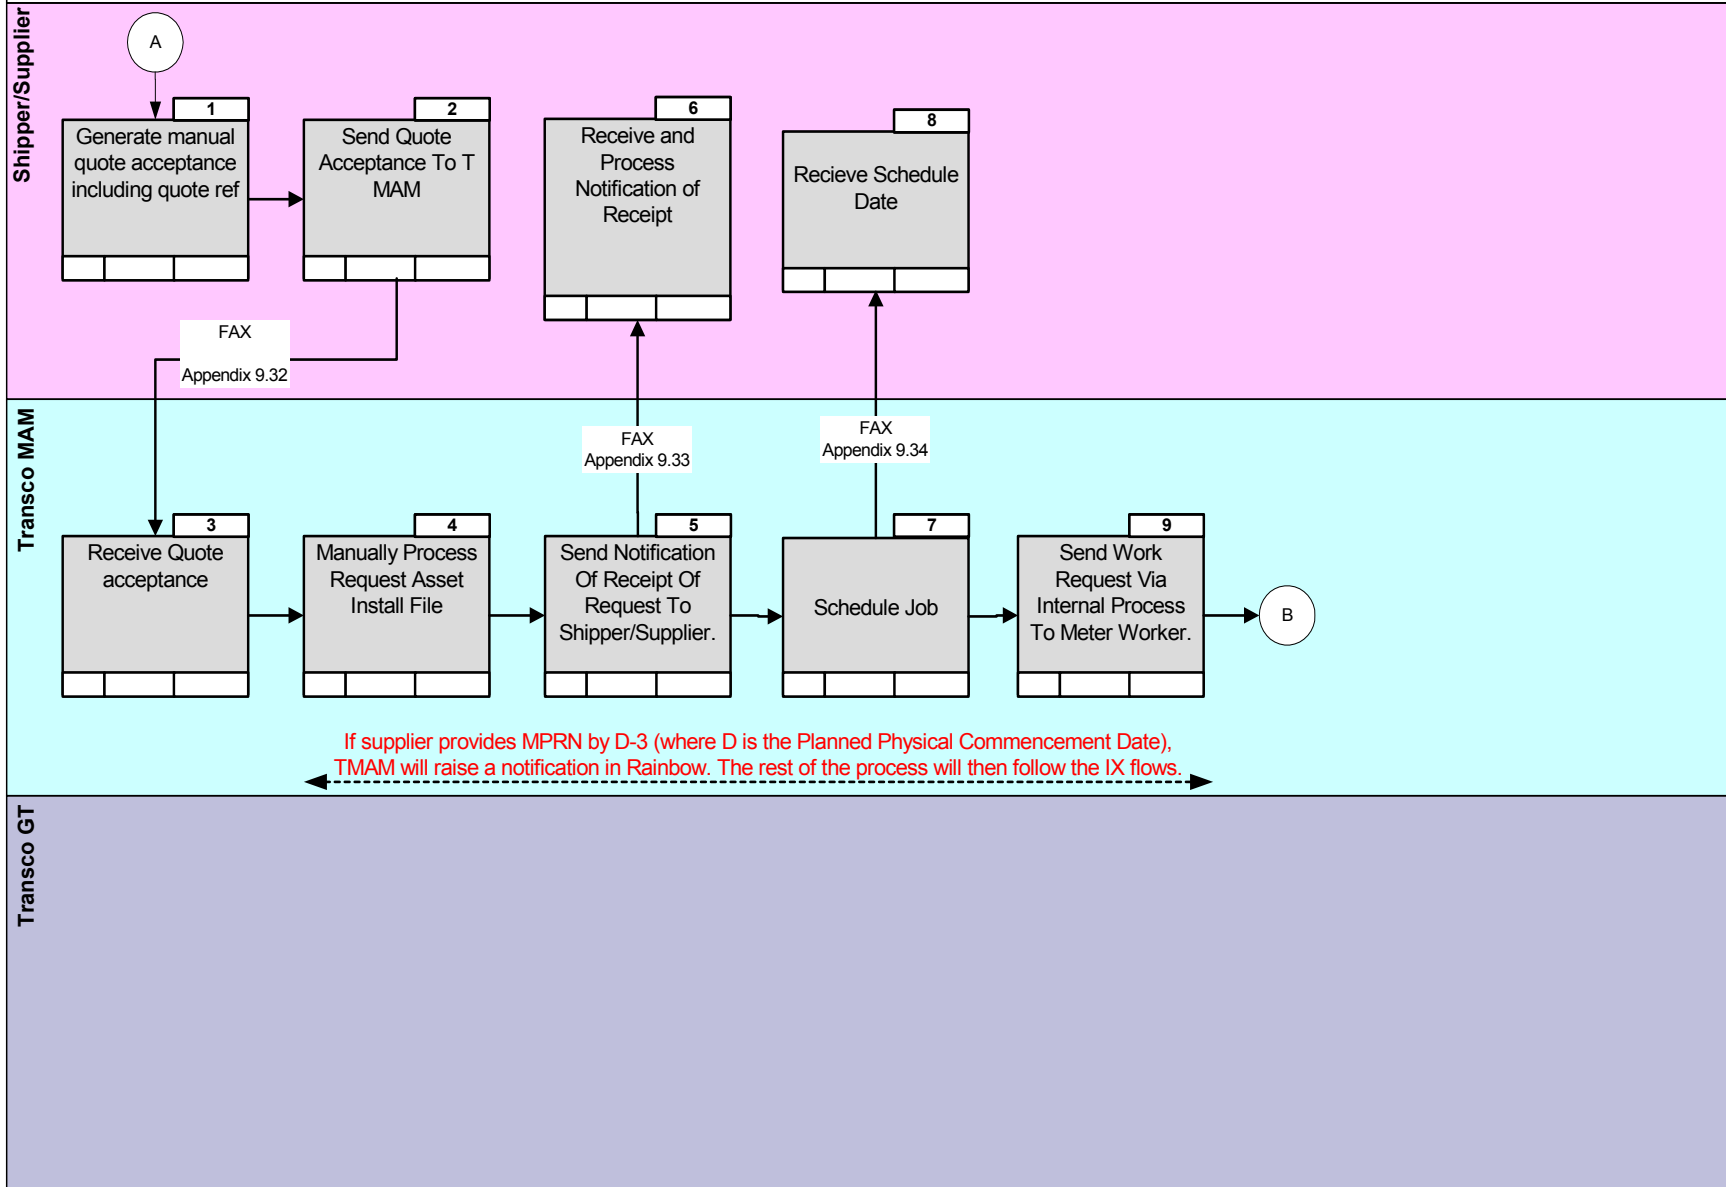 Shipper/Supplier
A
1
Generate manual
quote acceptance
including quote ref
2
Send Quote
Acceptance To T
MAM
6
Receive and
Process
Notification of
Receipt
8
Recieve Schedule
Date
FAX
Appendix 9.32
Transco MAM
FAX
Appendix 9.33
FAX
Appendix 9.34
3
Receive Quote
acceptance
4
Manually Process
Request Asset
Install File
5
Send Notification
Of Receipt Of
Request To
Shipper/Supplier.
7
Schedule Job
9
Send Work
Request Via
Internal Process
To Meter Worker.
B
If supplier provides MPRN by D-3 (where D is the Planned Physical Commencement Date),
TMAM will raise a notification in Rainbow. The rest of the process will then follow the IX flows.
Transco GT